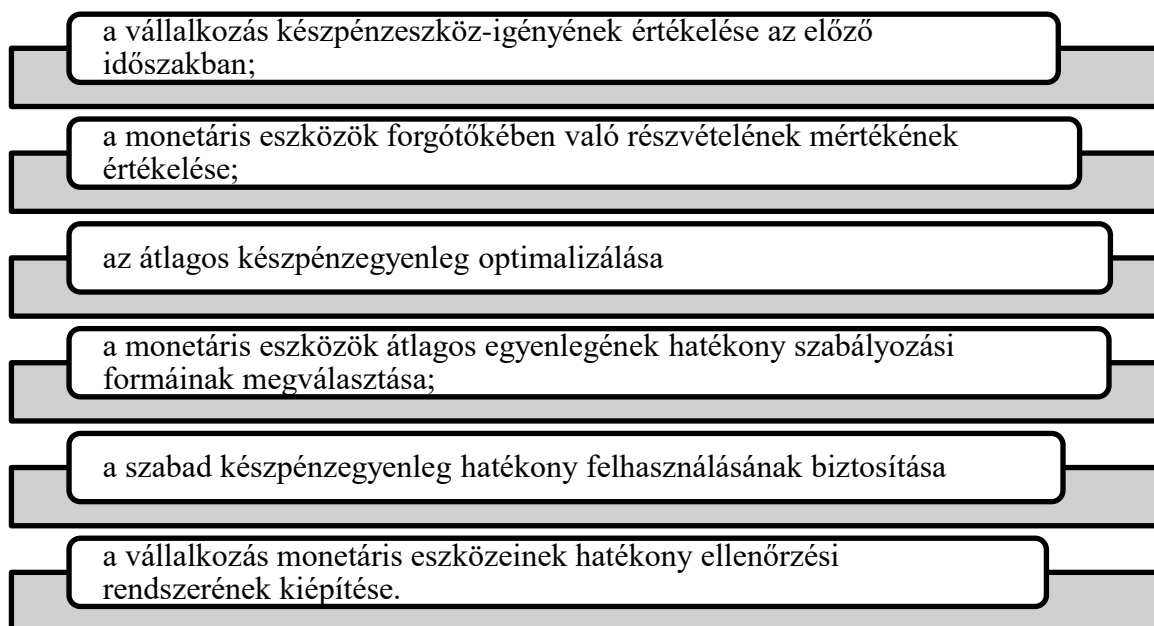 a vállalkozás készpénzeszköz-igényének értékelése az előző
időszakban;
a monetáris eszközök forgótőkében való részvételének mértékének
értékelése;
az átlagos készpénzegyenleg optimalizálása
a monetáris eszközök átlagos egyenlegének hatékony szabályozási
formáinak megválasztása;
a szabad készpénzegyenleg hatékony felhasználásának biztosítása
a vállalkozás monetáris eszközeinek hatékony ellenőrzési
rendszerének kiépítése.